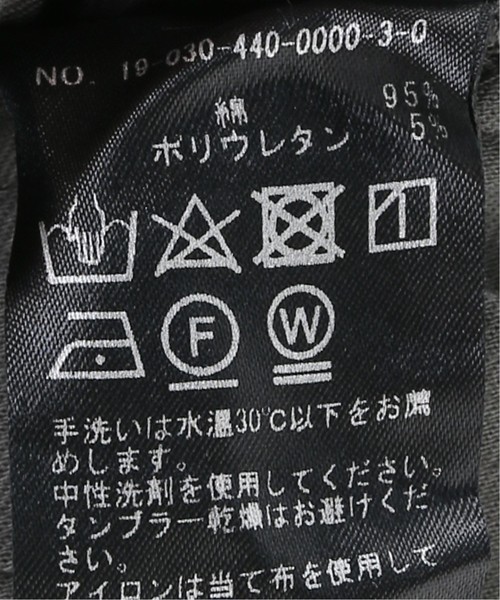 NO. 19-030-440-0000-3-0
綿 95%
ポリウレタン 5%
F W
手洗いは水温30℃以下をお薦
めします。
中性洗剤を使用してください。
タンブラー乾燥はお避けくだ
さい。
アイロンは当て布を使用して